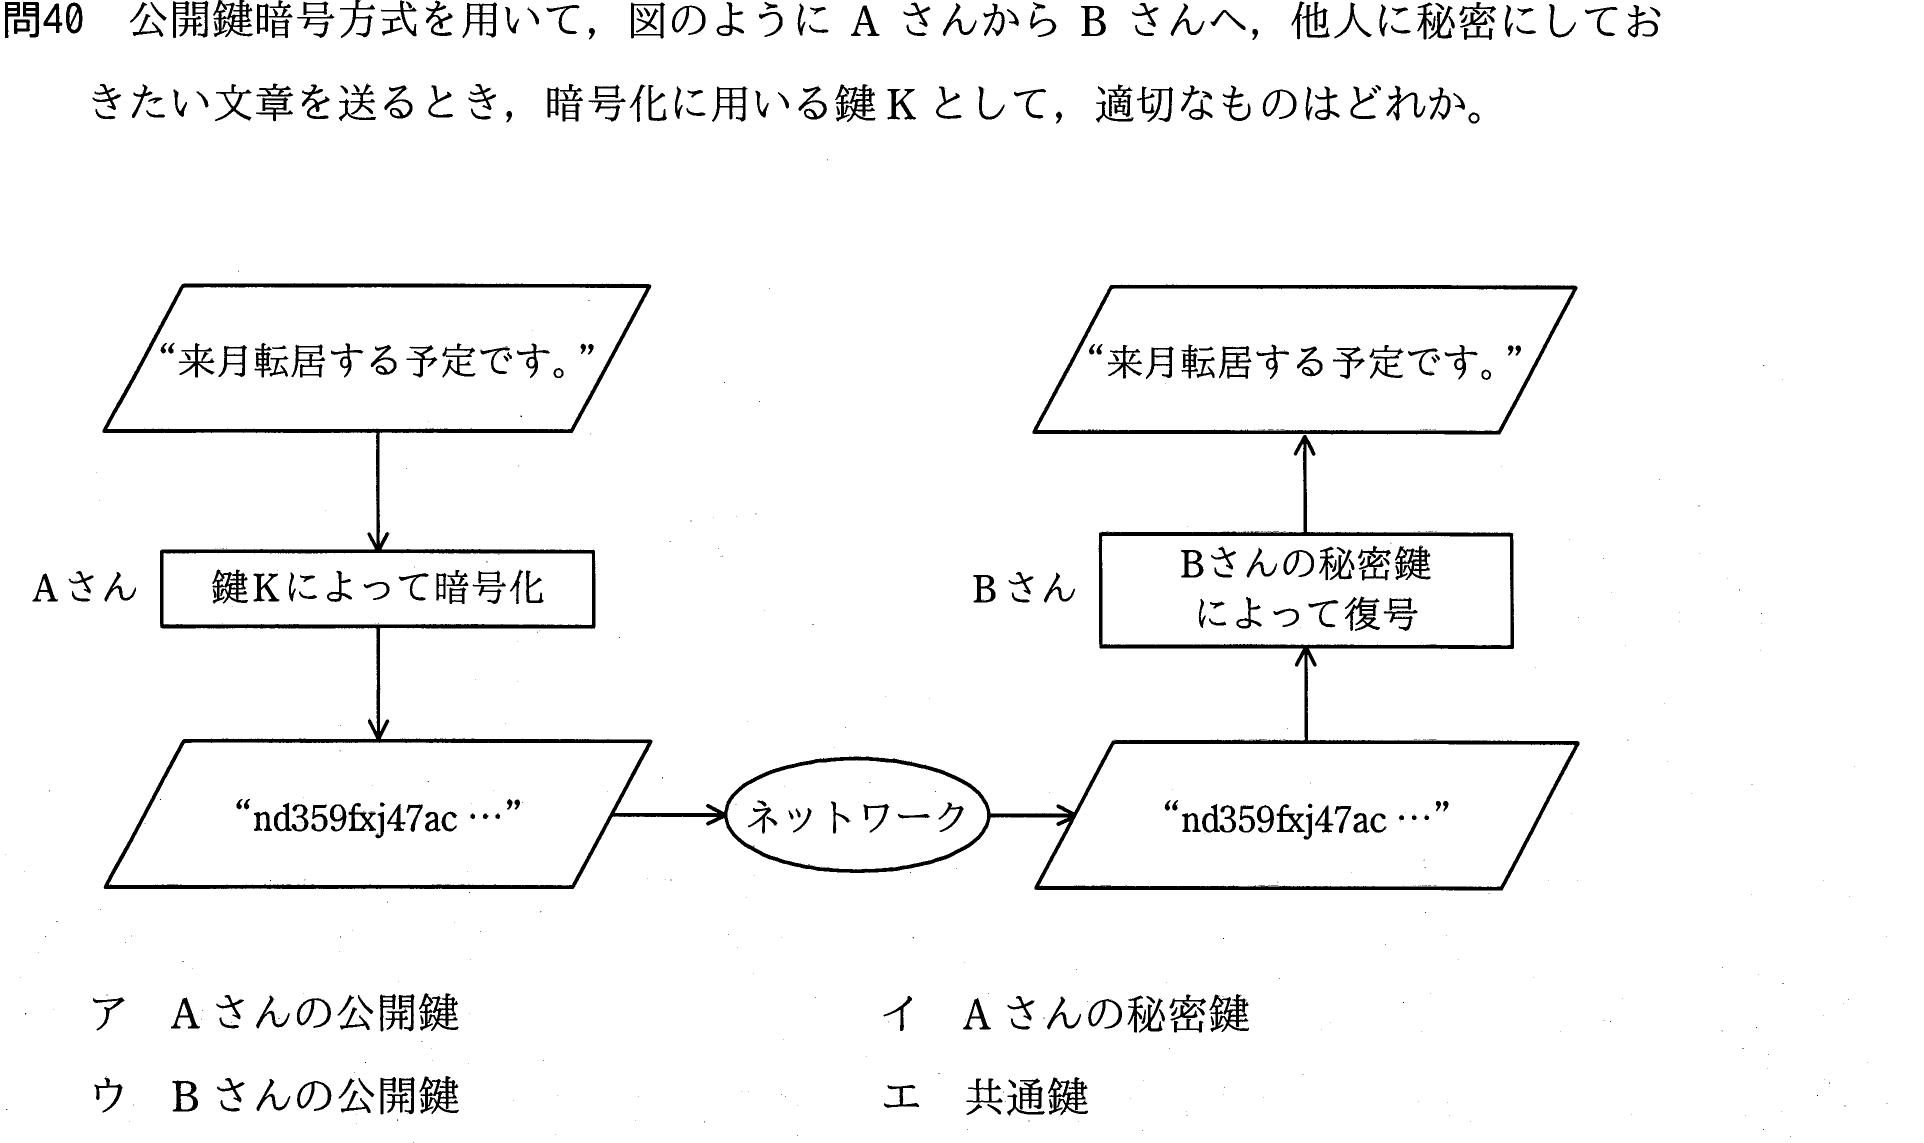 問40　公開鍵暗号方式を用いて，図のように A さんから B さんへ，他人に秘密にしてお
きたい文章を送るとき，暗号化に用いる鍵 K として，適切なものはどれか。
“来月転居する予定です。”
“来月転居する予定です。”
Aさん
鍵Kによって暗号化
Bさん
Bさんの秘密鍵
によって復号
“nd359fxj47ac …”
ネットワーク
“nd359fxj47ac …”
ア　A さんの公開鍵
イ　A さんの秘密鍵
ウ　B さんの公開鍵
エ　共通鍵